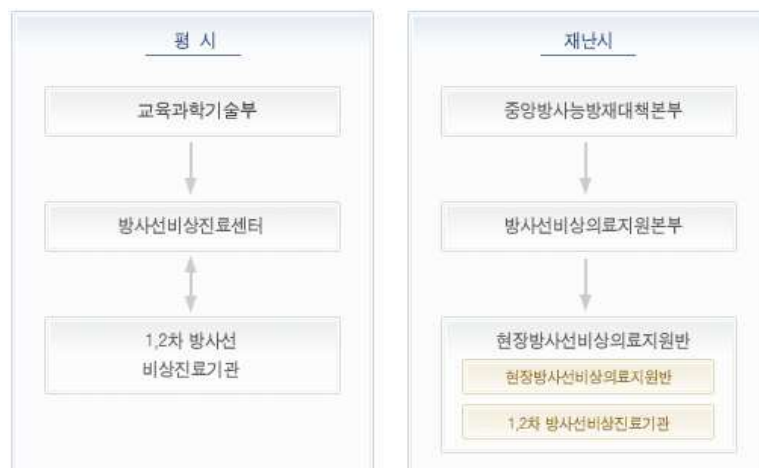 평 시
교육과학기술부
방사선비상진료센터
1,2차 방사선
비상진료기관
재난시
중앙방사능방재대책본부
방사선비상의료지원본부
현장방사선비상의료지원반
현장방사선비상의료지원반
1,2차 방사선비상진료기관